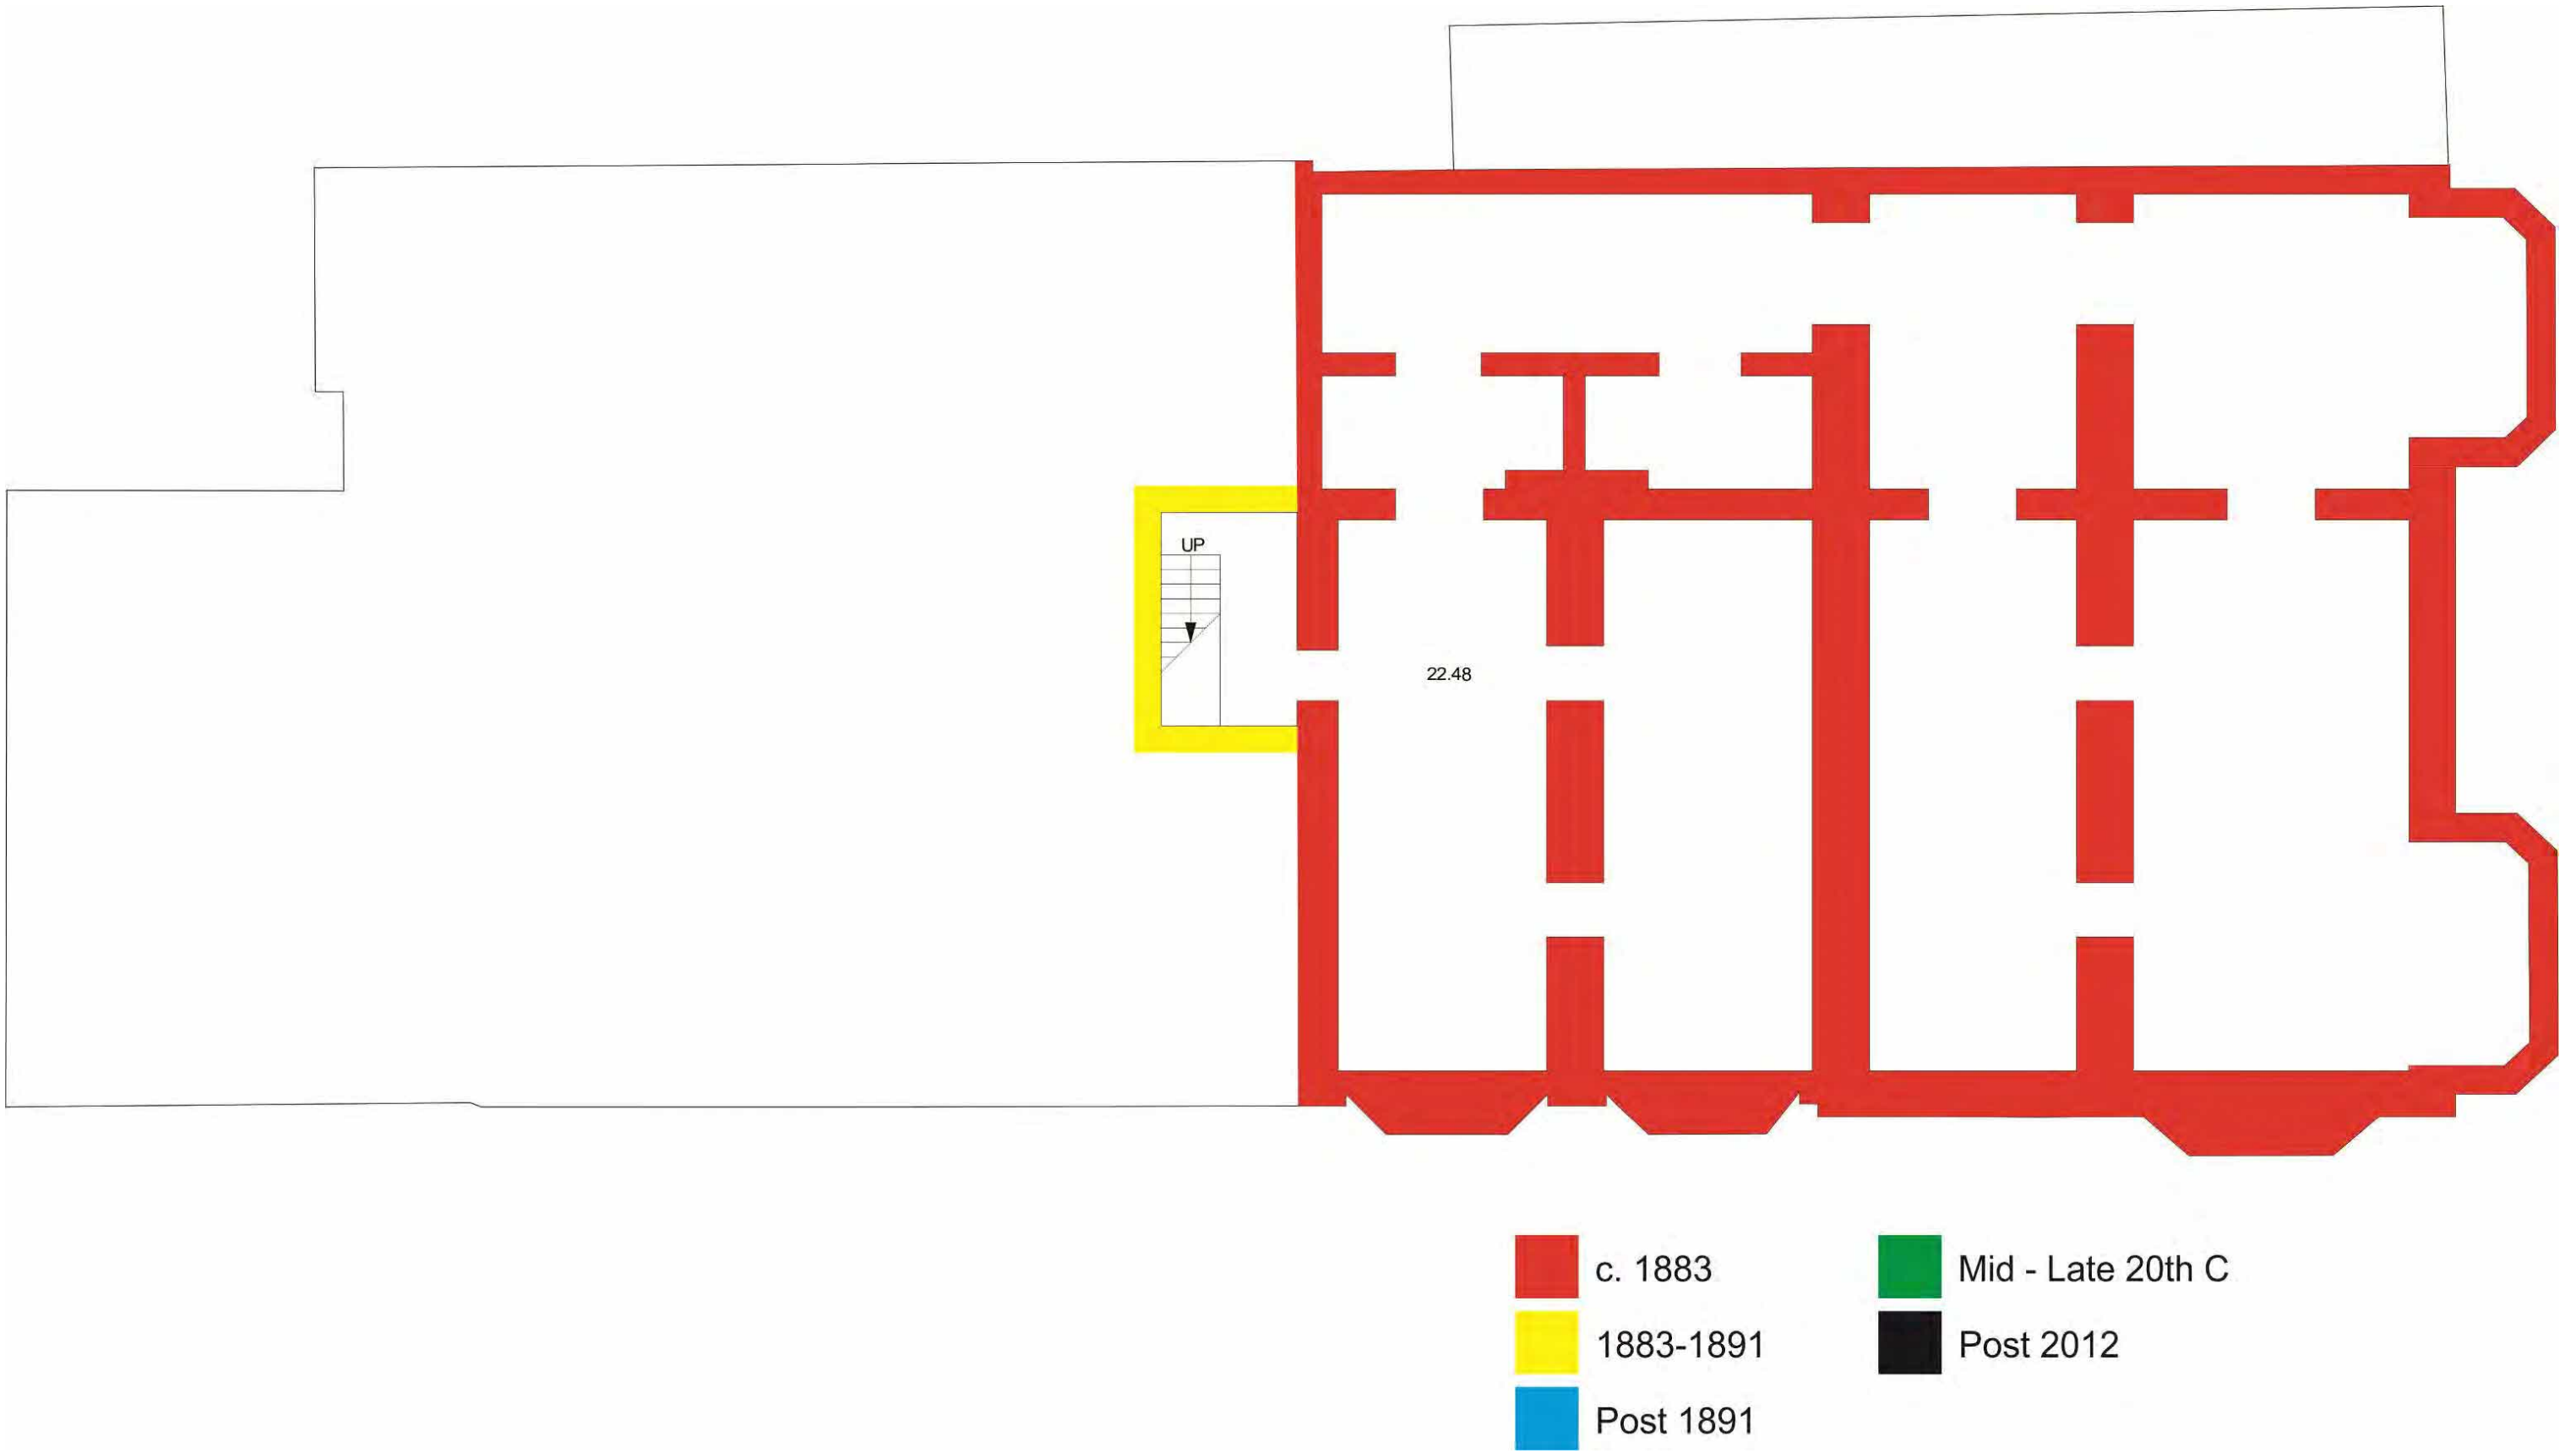 UP
22.48
c. 1883
1883-1891
Post 1891
Mid - Late 20th C
Post 2012